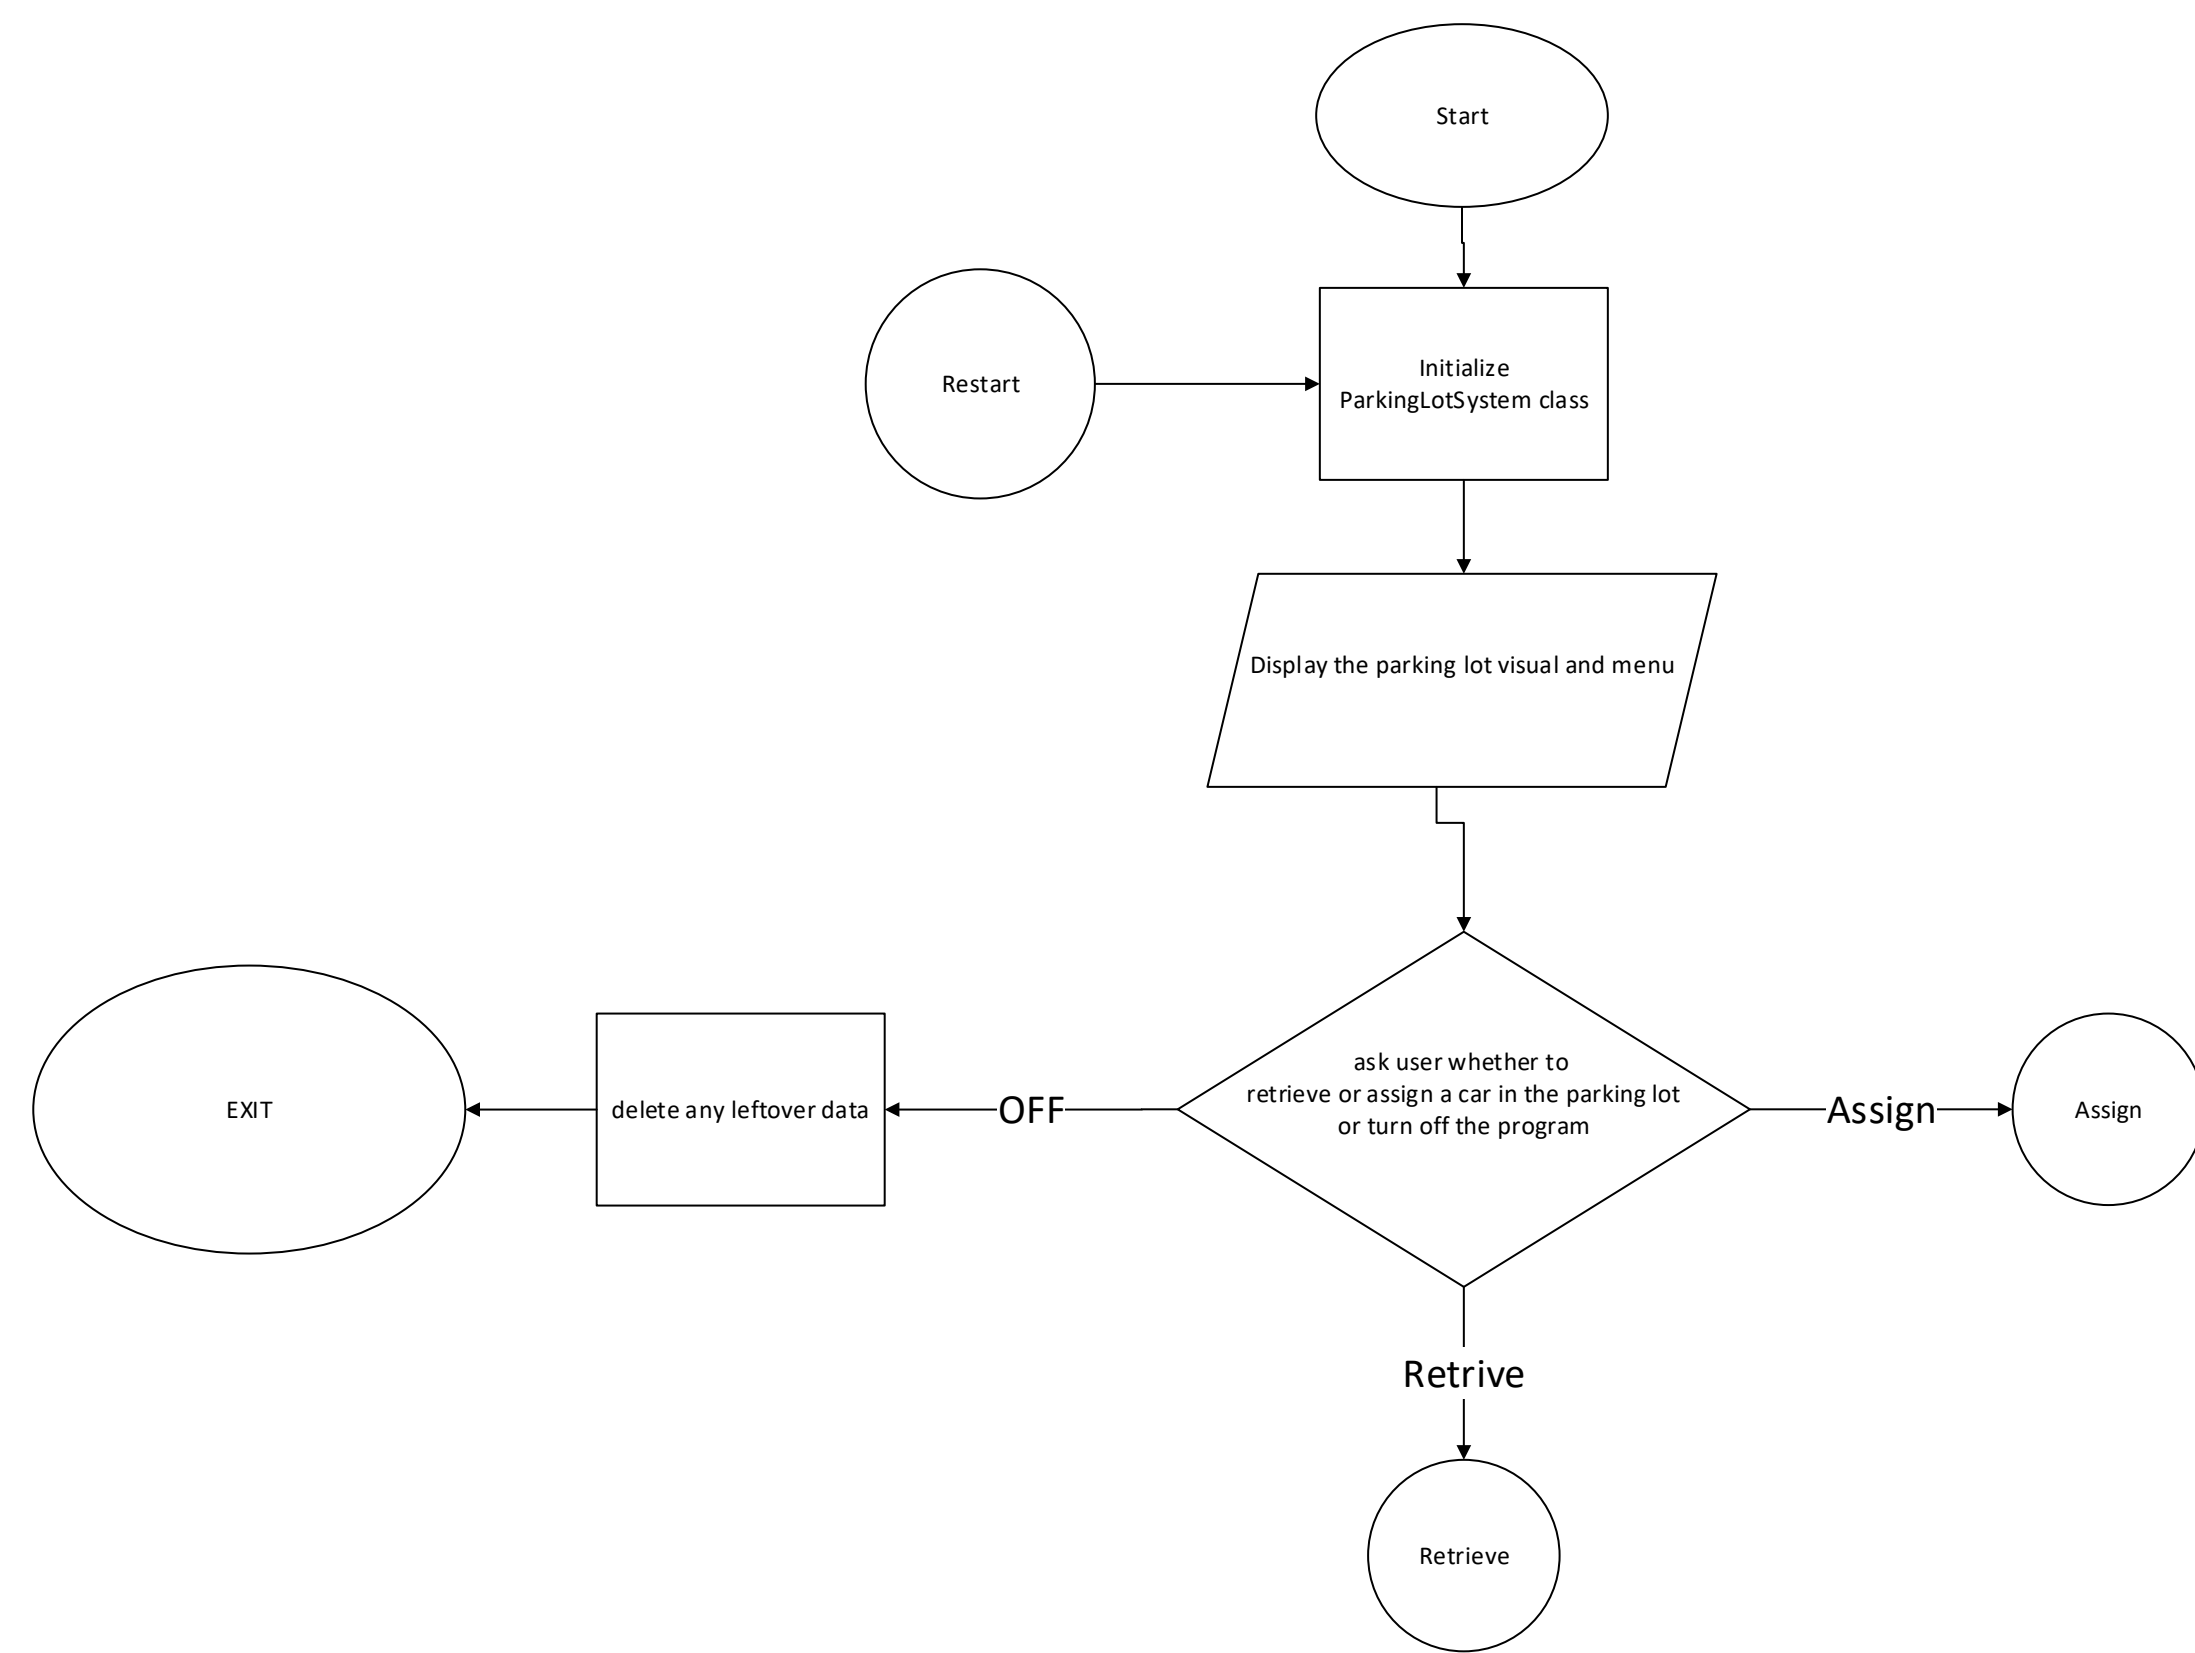 Start
Restart
Initialize
ParkingLotSystem class
Display the parking lot visual and menu
EXIT
delete any leftover data
OFF
ask user whether to
retrieve or assign a car in the parking lot
or turn off the program
Assign
Assign
Retrive
Retrieve